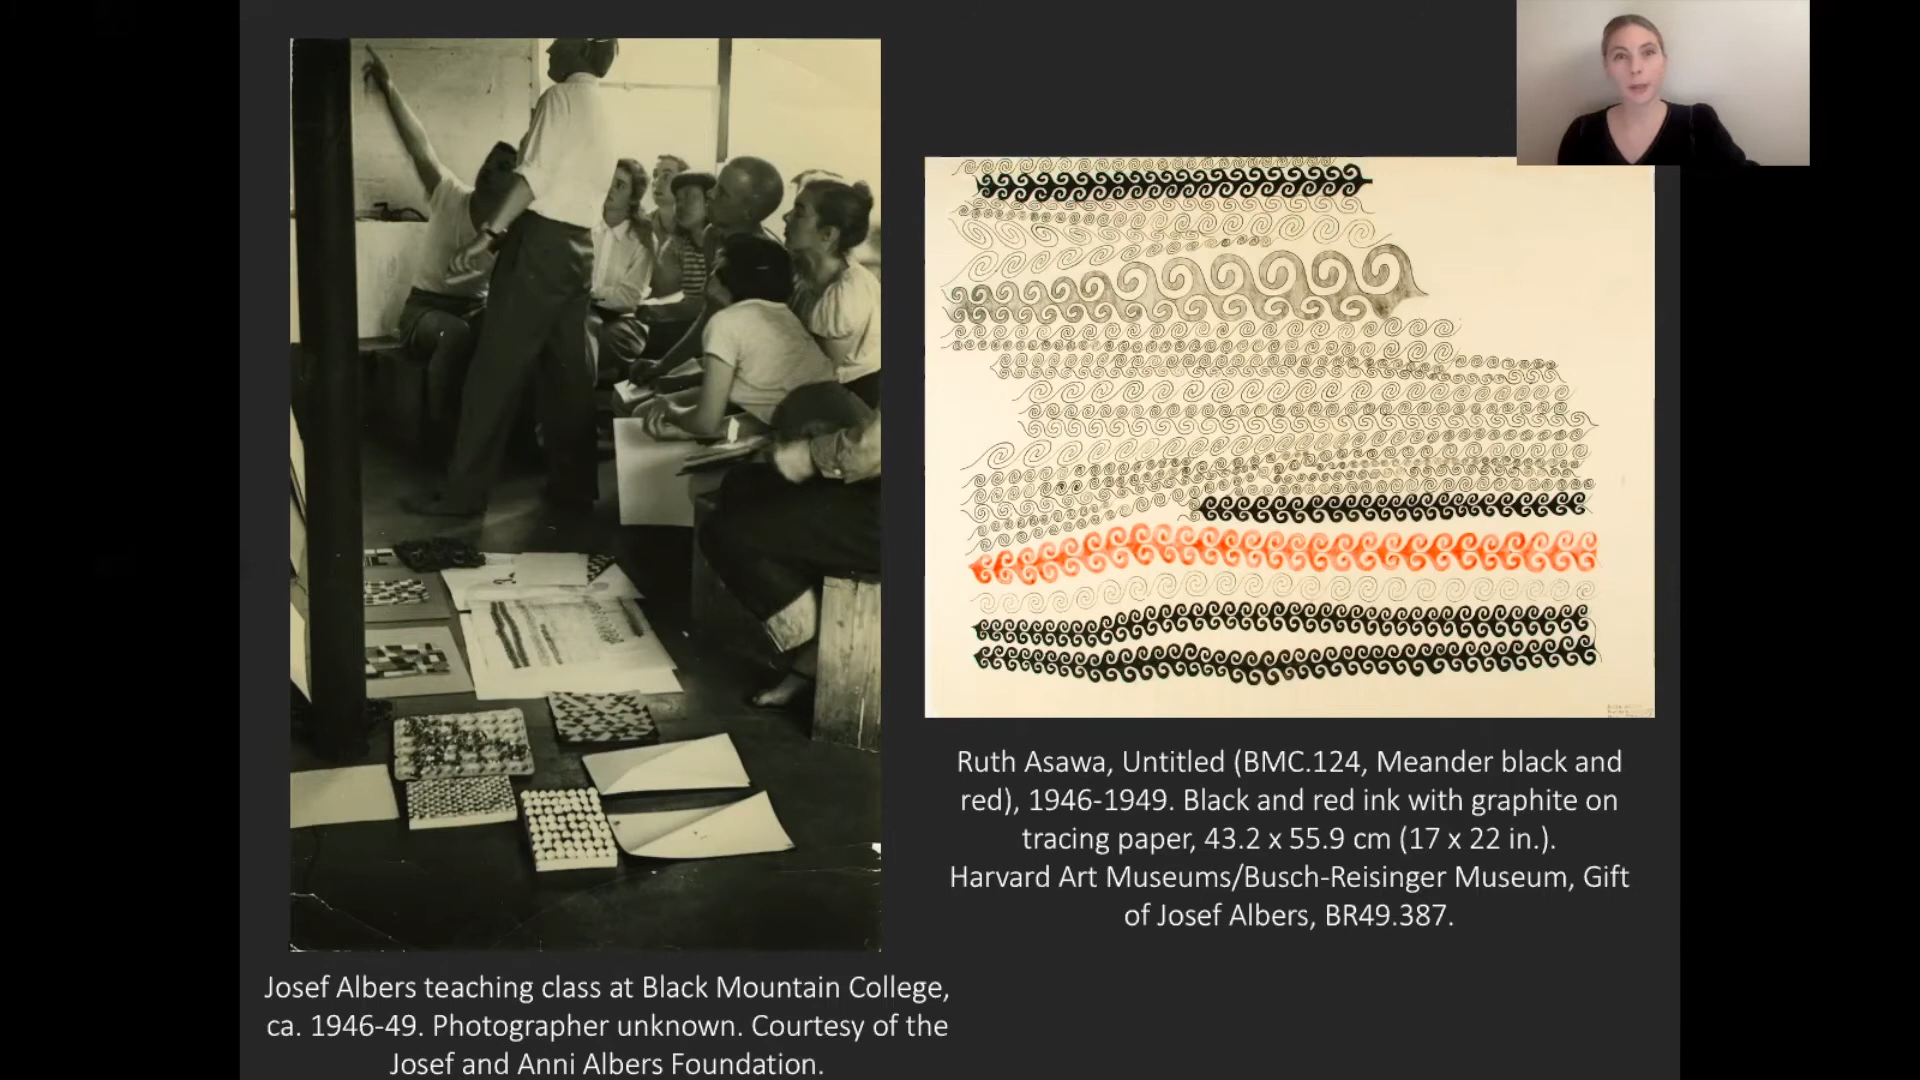 Ruth Asawa, Untitled (BMC.124, Meander black and
red), 1946-1949. Black and red ink with graphite on
tracing paper, 43.2 x 55.9 cm (17 x 22 in.).
Harvard Art Museums/Busch-Reisinger Museum, Gift
of Josef Albers, BR49.387.
Josef Albers teaching class at Black Mountain College,
ca. 1946-49. Photographer unknown. Courtesy of the
Josef and Anni Albers Foundation.